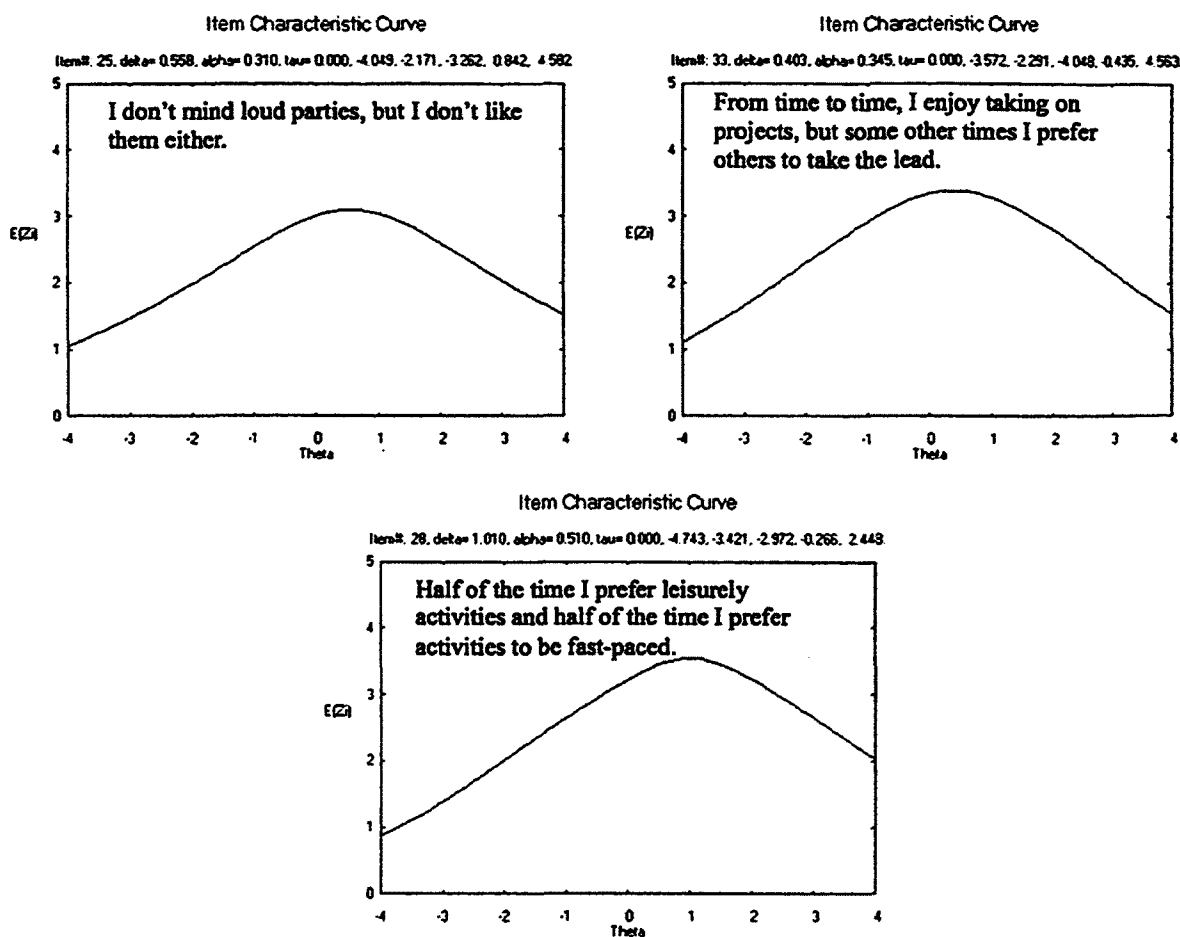 Item Characteristic Curve
Item#: 25, delta= 0.558, alpha= 0.310, tau= 0.000, -4.049, -2.171, -3.262, 0.842, 4.582
5
4
3
2
1
0
E(Zi)
I don't mind loud parties, but I don't like
them either.
-4 -3 -2 -1 0 1 2 3 4
Theta
Item Characteristic Curve
Item#: 33, delta= 0.403, alpha= 0.345, tau= 0.000, -3.572, -2.291, -4.048, -0.435, 4.563
5
4
3
2
1
0
E(Zi)
From time to time, I enjoy taking on
projects, but some other times I prefer
others to take the lead.
-4 -3 -2 -1 0 1 2 3 4
Theta
Item Characteristic Curve
Item#: 28, delta= 1.010, alpha= 0.510, tau= 0.000, -4.743, -3.421, -2.972, -0.266, 2.448
5
4
3
2
1
0
E(Zi)
Half of the time I prefer leisurely
activities and half of the time I prefer
activities to be fast-paced.
-4 -3 -2 -1 0 1 2 3 4
Theta